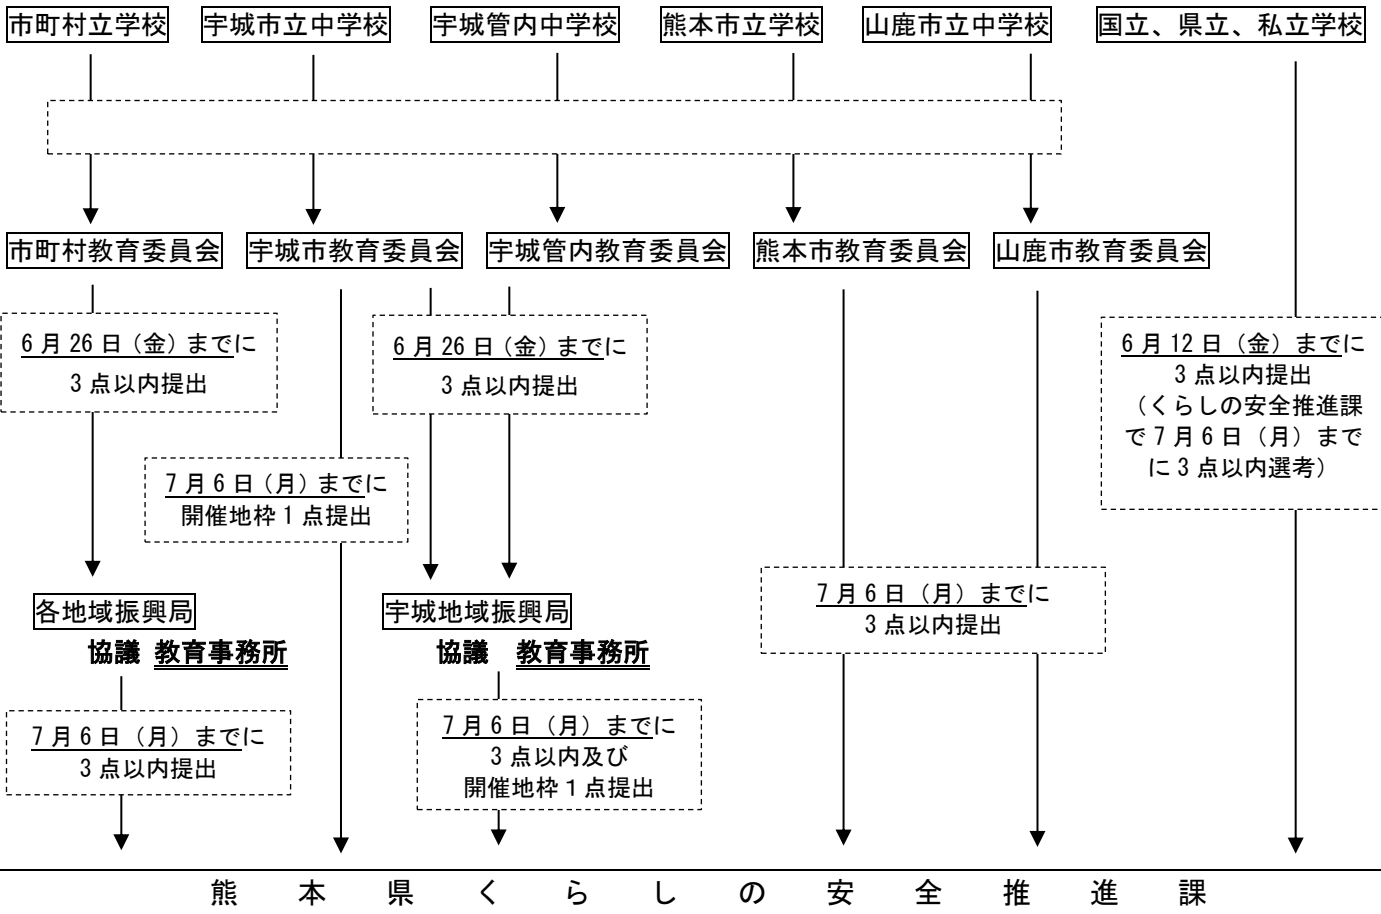 市町村立学校
宇城市立中学校
宇城管内中学校
熊本市立学校
山鹿市立中学校
国立、県立、私立学校
市町村教育委員会
宇城市教育委員会
宇城管内教育委員会
熊本市教育委員会
山鹿市教育委員会
6月26日（金）までに
3点以内提出
6月26日（金）までに
3点以内提出
6月12日（金）までに
3点以内提出
（くらしの安全推進課
で7月6日（月）まで
に3点以内選考）
7月6日（月）までに
開催地枠1点提出
7月6日（月）までに
3点以内提出
各地域振興局
協議 教育事務所
宇城地域振興局
協議 教育事務所
7月6日（月）までに
3点以内提出
7月6日（月）までに
3点以内及び
開催地枠１点提出
熊本県くらしの安全推進課